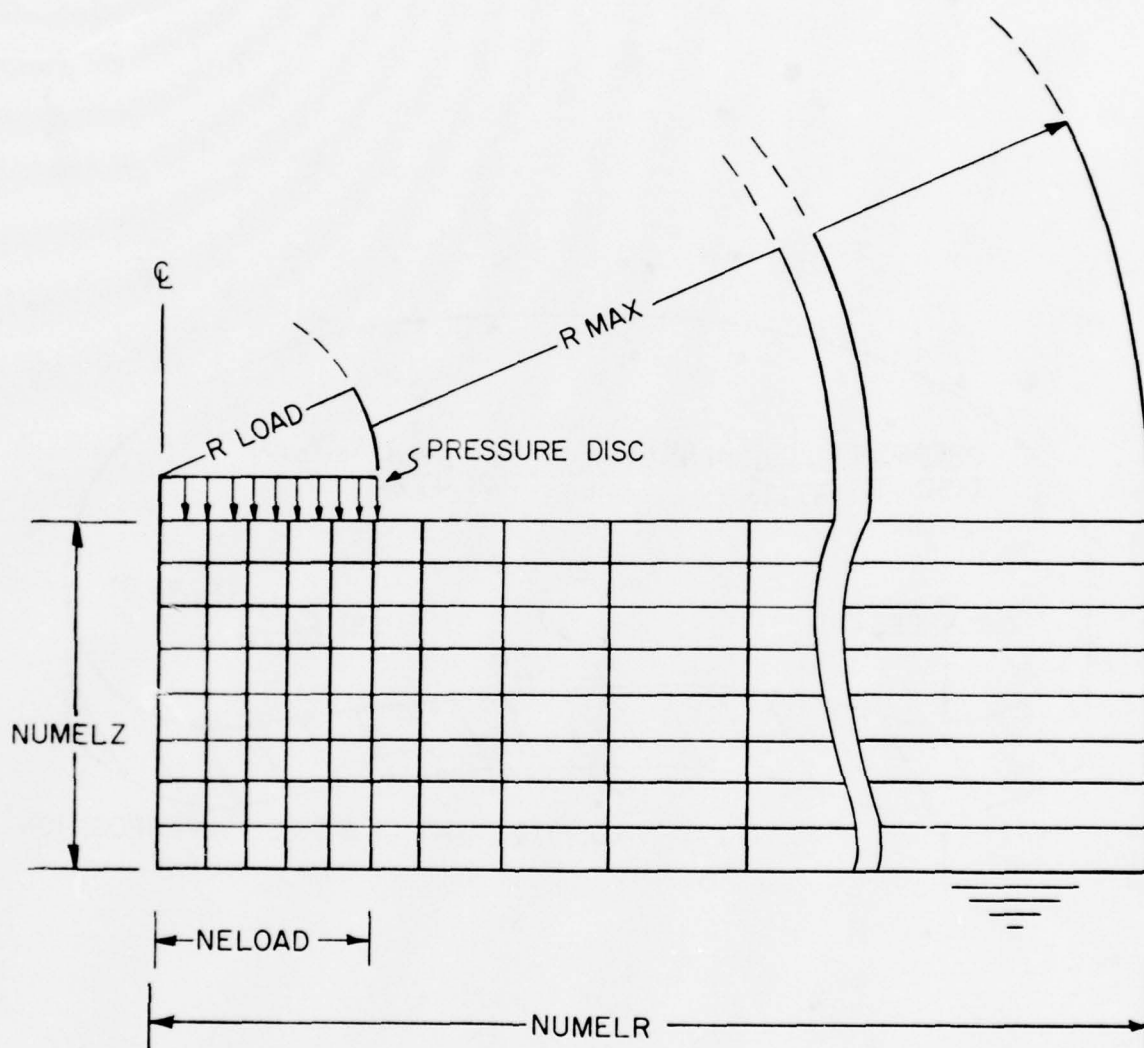 ℄
R MAX
R LOAD
PRESSURE DISC
NUMELZ
NELOAD
NUMELR